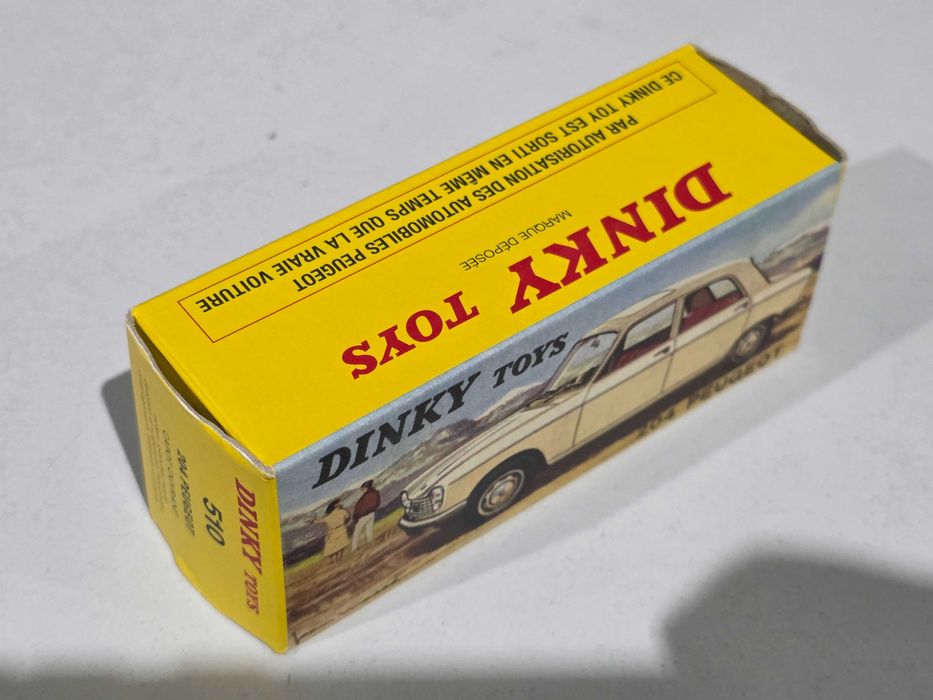 CE DINKY TOY EST SORTI EN MÊME TEMPS QUE LA VRAIE VOITURE
PAR AUTORISATION DES AUTOMOBILES PEUGEOT
MARQUE DÉPOSÉE
DINKY TOYS
DINKY TOYS
204 PEUGEOT
DINKY TOYS
510
204 PEUGEOT